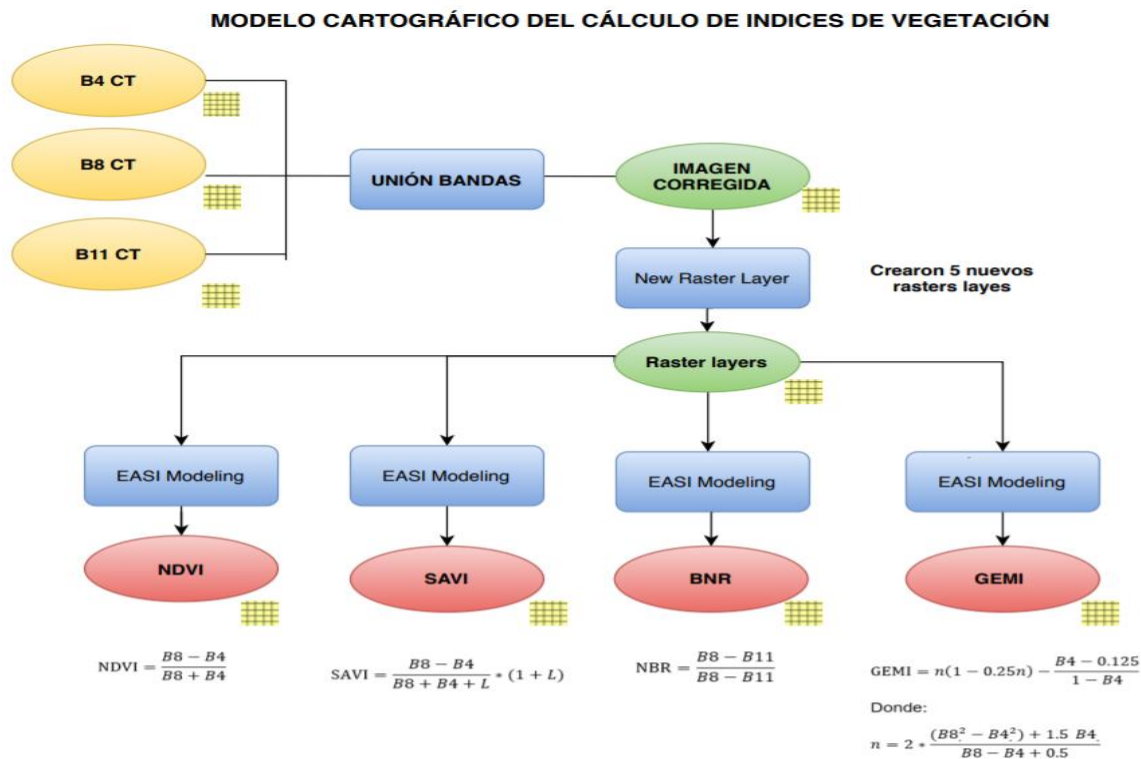 MODELO CARTOGRÁFICO DEL CÁLCULO DE INDICES DE VEGETACIÓN
B4 CT
B8 CT
B11 CT
UNIÓN BANDAS
IMAGEN
CORREGIDA
New Raster Layer
Crearon 5 nuevos
rasters layes
Raster layers
EASI Modeling
EASI Modeling
EASI Modeling
EASI Modeling
NDVI
SAVI
BNR
GEMI
NDVI = (B8 − B4) / (B8 + B4)
SAVI = (B8 − B4) / (B8 + B4 + L) * (1 + L)
NBR = (B8 − B11) / (B8 − B11)
GEMI = n(1 − 0.25n) − (B4 − 0.125) / (1 − B4)
Donde:
n = 2 * ((B8² − B4²) + 1.5 B4) / (B8 − B4 + 0.5)